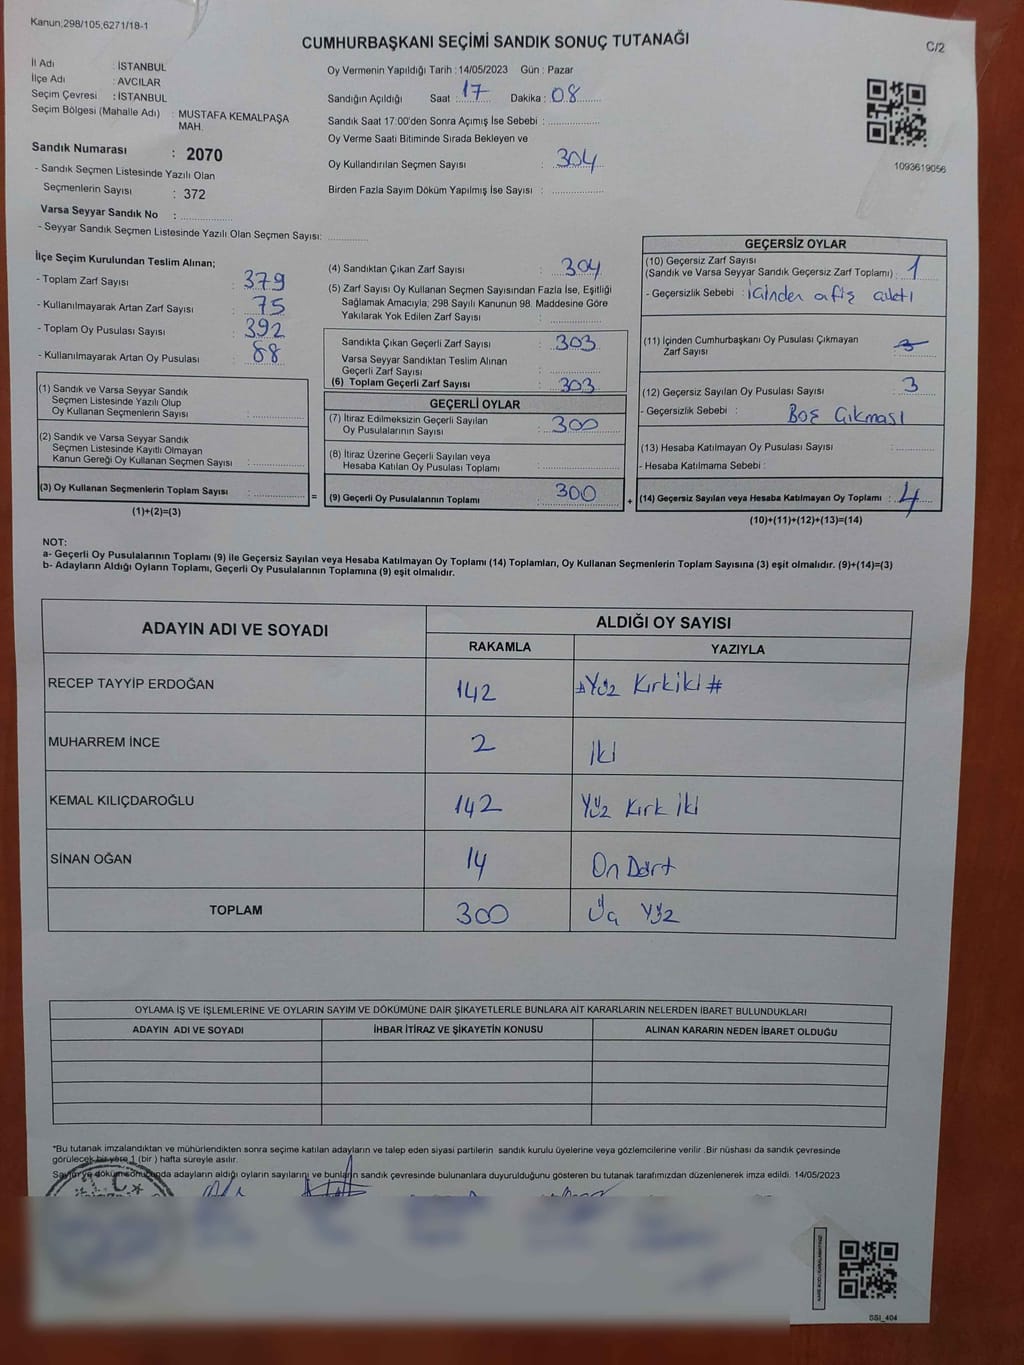 Kanun;298/105,6271/18-1
CUMHURBAŞKANI SEÇİMİ SANDIK SONUÇ TUTANAĞI
C/2
İl Adı : İSTANBUL
İlçe Adı : AVCILAR
Seçim Çevresi : İSTANBUL
Seçim Bölgesi (Mahalle Adı) : MUSTAFA KEMALPAŞA
MAH.
Sandık Numarası : 2070
- Sandık Seçmen Listesinde Yazılı Olan
Seçmenlerin Sayısı : 372
Varsa Seyyar Sandık No : ............
- Seyyar Sandık Seçmen Listesinde Yazılı Olan Seçmen Sayısı: ............
Oy Vermenin Yapıldığı Tarih : 14/05/2023 Gün : Pazar
Sandığın Açıldığı Saat : 17 Dakika : 08
Sandık Saat 17:00'den Sonra Açımış İse Sebebi : ............
Oy Verme Saati Bitiminde Sırada Bekleyen ve
Oy Kullandırılan Seçmen Sayısı : 304
Birden Fazla Sayım Döküm Yapılmış İse Sayısı : ............
1093619056
İlçe Seçim Kurulundan Teslim Alınan;
- Toplam Zarf Sayısı : 379
- Kullanılmayarak Artan Zarf Sayısı : 75
- Toplam Oy Pusulası Sayısı : 392
- Kullanılmayarak Artan Oy Pusulası : 88
(1) Sandık ve Varsa Seyyar Sandık
Seçmen Listesinde Yazılı Olup
Oy Kullanan Seçmenlerin Sayısı : ............
(2) Sandık ve Varsa Seyyar Sandık
Seçmen Listesinde Kayıtlı Olmayan
Kanun Gereği Oy Kullanan Seçmen Sayısı : ............
(3) Oy Kullanan Seçmenlerin Toplam Sayısı : ............ =
(1)+(2)=(3)
(4) Sandıktan Çıkan Zarf Sayısı : 304
(5) Zarf Sayısı Oy Kullanan Seçmen Sayısından Fazla İse, Eşitliği
Sağlamak Amacıyla; 298 Sayılı Kanunun 98. Maddesine Göre
Yakılarak Yok Edilen Zarf Sayısı : ............
Sandıkta Çıkan Geçerli Zarf Sayısı : 303
Varsa Seyyar Sandıktan Teslim Alınan
Geçerli Zarf Sayısı : ............
(6) Toplam Geçerli Zarf Sayısı : 303
GEÇERLİ OYLAR
(7) İtiraz Edilmeksizin Geçerli Sayılan
Oy Pusulalarının Sayısı : 300
(8) İtiraz Üzerine Geçerli Sayılan veya
Hesaba Katılan Oy Pusulası Toplamı : ............
(9) Geçerli Oy Pusulalarının Toplamı : 300 +
GEÇERSİZ OYLAR
(10) Geçersiz Zarf Sayısı
(Sandık ve Varsa Seyyar Sandık Geçersiz Zarf Toplamı) : 1
- Geçersizlik Sebebi : içinden afiş
(11) İçinden Cumhurbaşkanı Oy Pusulası Çıkmayan
Zarf Sayısı : 3
(12) Geçersiz Sayılan Oy Pusulası Sayısı : 3
- Geçersizlik Sebebi : Boş Çıkması
(13) Hesaba Katılmayan Oy Pusulası Sayısı : ............
- Hesaba Katılmama Sebebi :
(14) Geçersiz Sayılan veya Hesaba Katılmayan Oy Toplamı : 4
(10)+(11)+(12)+(13)=(14)
NOT:
a- Geçerli Oy Pusulalarının Toplamı (9) ile Geçersiz Sayılan veya Hesaba Katılmayan Oy Toplamı (14) Toplamları, Oy Kullanan Seçmenlerin Toplam Sayısına (3) eşit olmalıdır. (9)+(14)=(3)
b- Adayların Aldığı Oyların Toplamı, Geçerli Oy Pusulalarının Toplamına (9) eşit olmalıdır.
ADAYIN ADI VE SOYADI
ALDIĞI OY SAYISI
RAKAMLA YAZIYLA
RECEP TAYYİP ERDOĞAN 142 #Yüz Kırkiki#
MUHARREM İNCE 2 iki
KEMAL KILIÇDAROĞLU 142 Yüz Kırk iki
SİNAN OĞAN 14 On Dört
TOPLAM 300 Üç Yüz
OYLAMA İŞ VE İŞLEMLERİNE VE OYLARIN SAYIM VE DÖKÜMÜNE DAİR ŞİKAYETLERLE BUNLARA AİT KARARLARIN NELERDEN İBARET BULUNDUKLARI
ADAYIN ADI VE SOYADI İHBAR İTİRAZ VE ŞİKAYETİN KONUSU ALINAN KARARIN NEDEN İBARET OLDUĞU
*Bu tutanak imzalandıktan ve mühürlendikten sonra seçime katılan adayların ve talep eden siyasi partilerin sandık kurulu üyelerine veya gözlemcilerine verilir .Bir nüshası da sandık çevresinde
görülecek bir yere 1 (bir ) hafta süreyle asılır.
Sayım ve döküm sonucunda adayların aldığı oyların sayılarını ve bunların sandık çevresinde bulunanlara duyurulduğunu gösteren bu tutanak tarafımızdan düzenlenerek imza edildi. 14/05/2023
T.C.
SSI_404